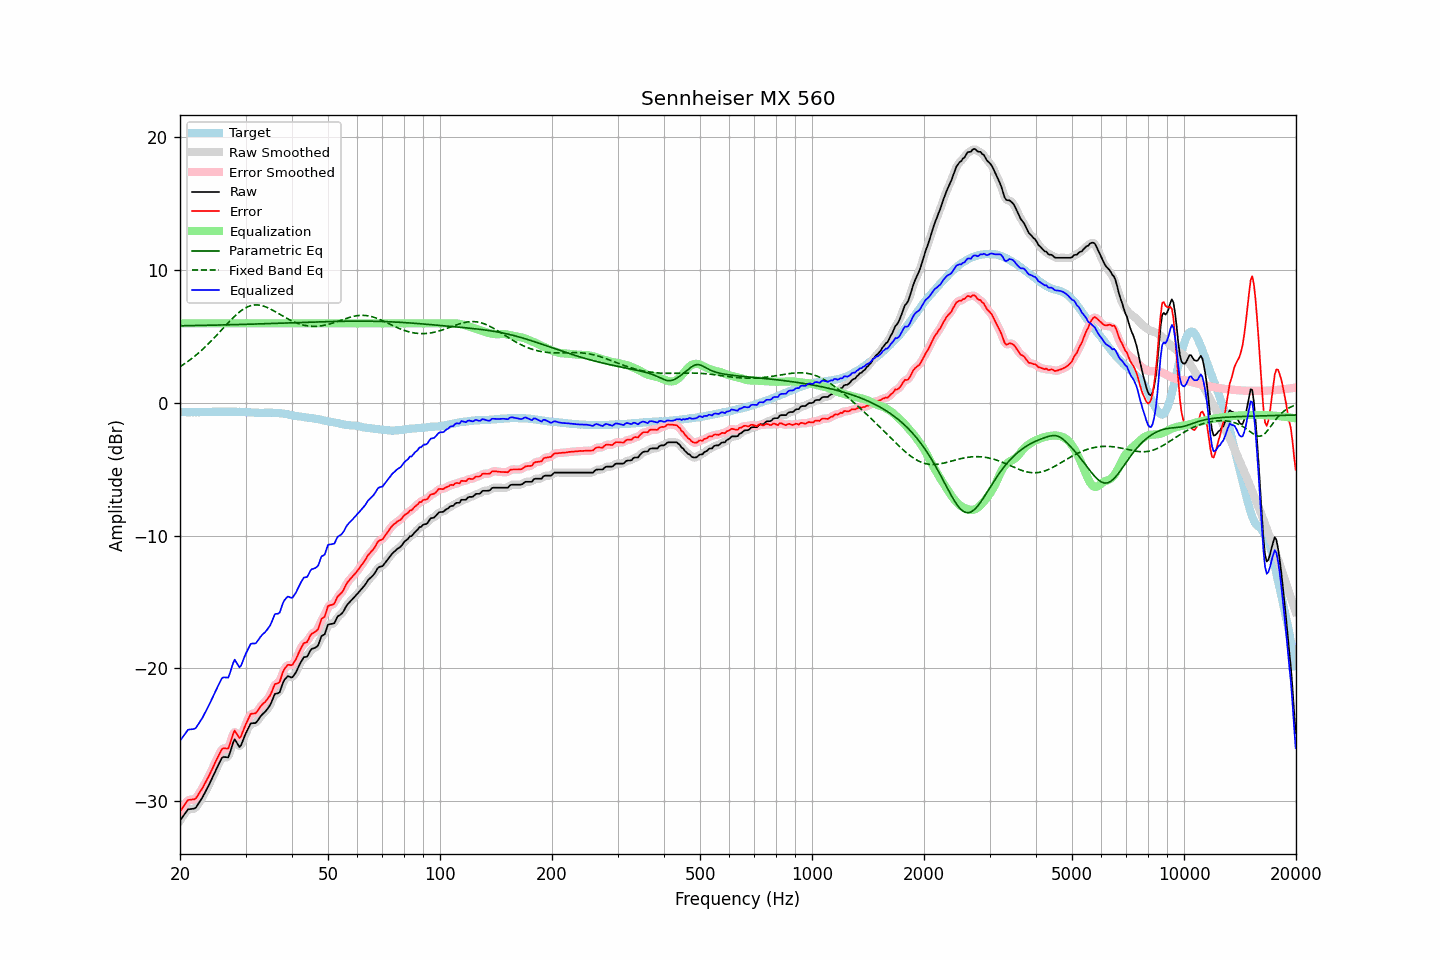 Sennheiser MX 560
Target
Raw Smoothed
Error Smoothed
Raw
Error
Equalization
Parametric Eq
Fixed Band Eq
Equalized
20
10
0
−10
−20
−30
Amplitude (dBr)
20 50 100 200 500 1000 2000 5000 10000 20000
Frequency (Hz)